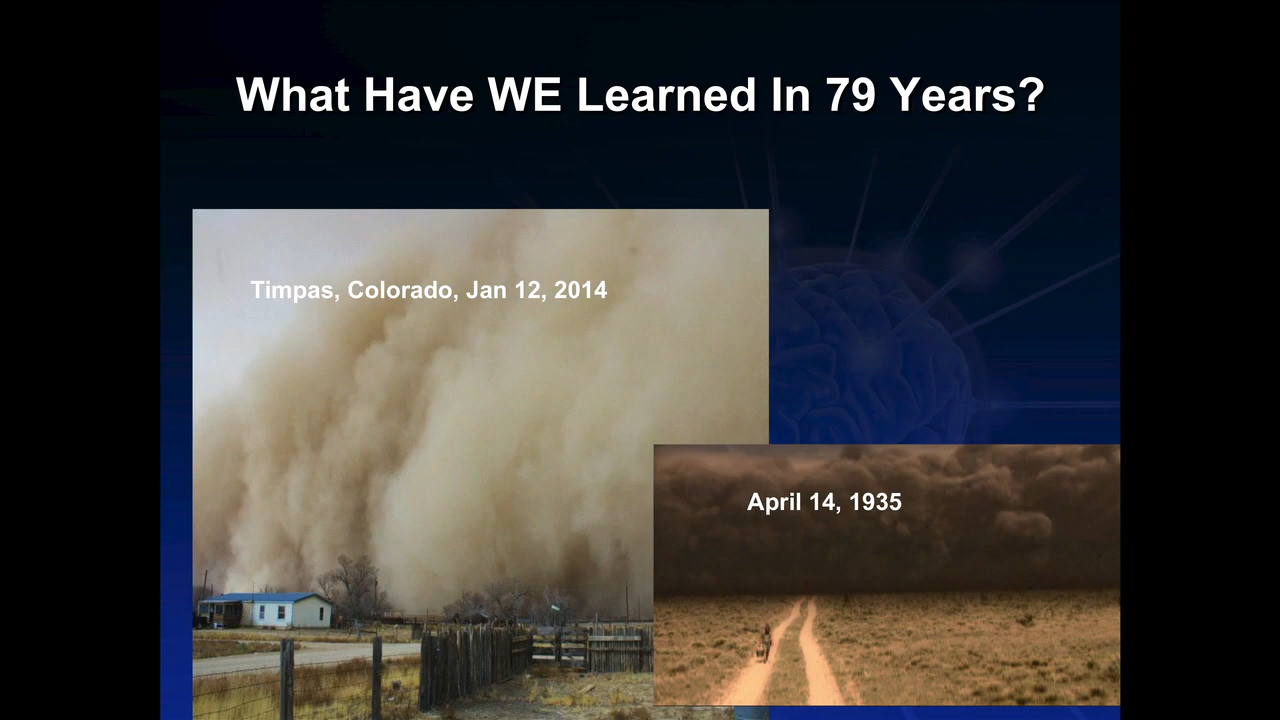 What Have WE Learned In 79 Years?
Timpas, Colorado, Jan 12, 2014
April 14, 1935